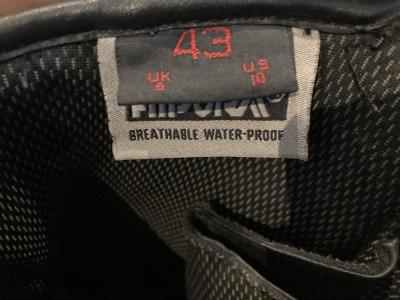 43
UK US
9 10
BREATHABLE WATER-PROOF